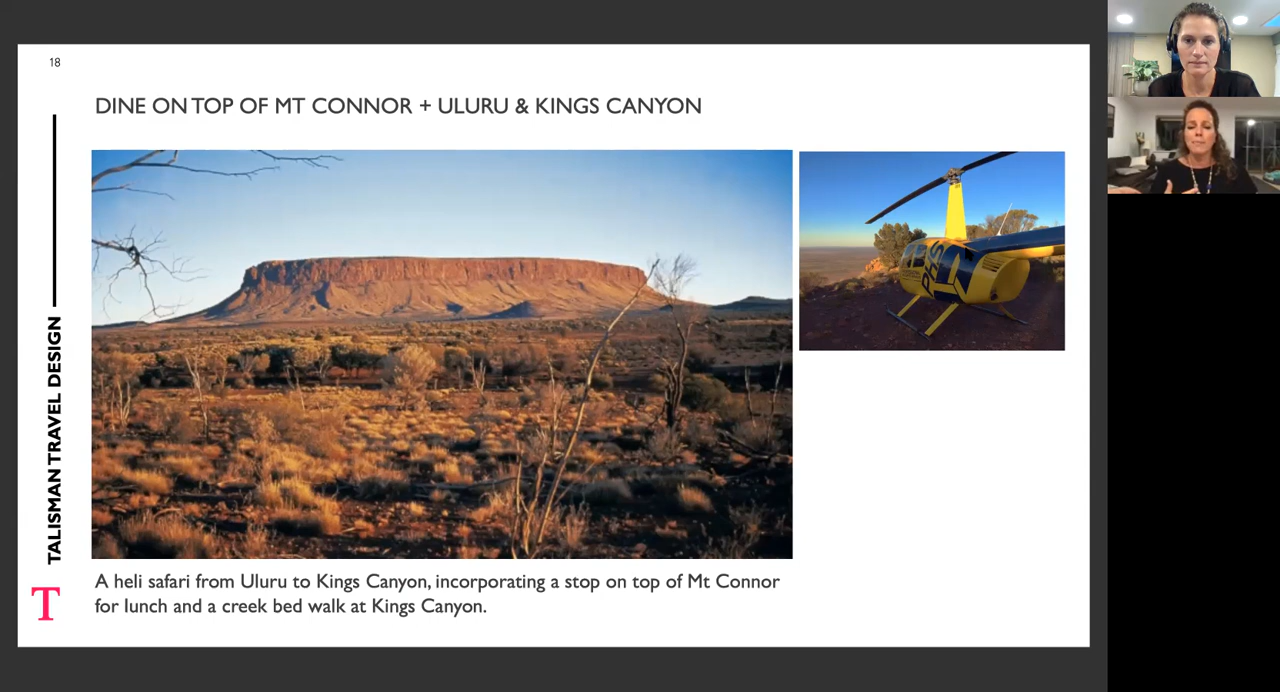 18
DINE ON TOP OF MT CONNOR + ULURU & KINGS CANYON
TALISMAN TRAVEL DESIGN
T
PHS
A heli safari from Uluru to Kings Canyon, incorporating a stop on top of Mt Connor
for lunch and a creek bed walk at Kings Canyon.